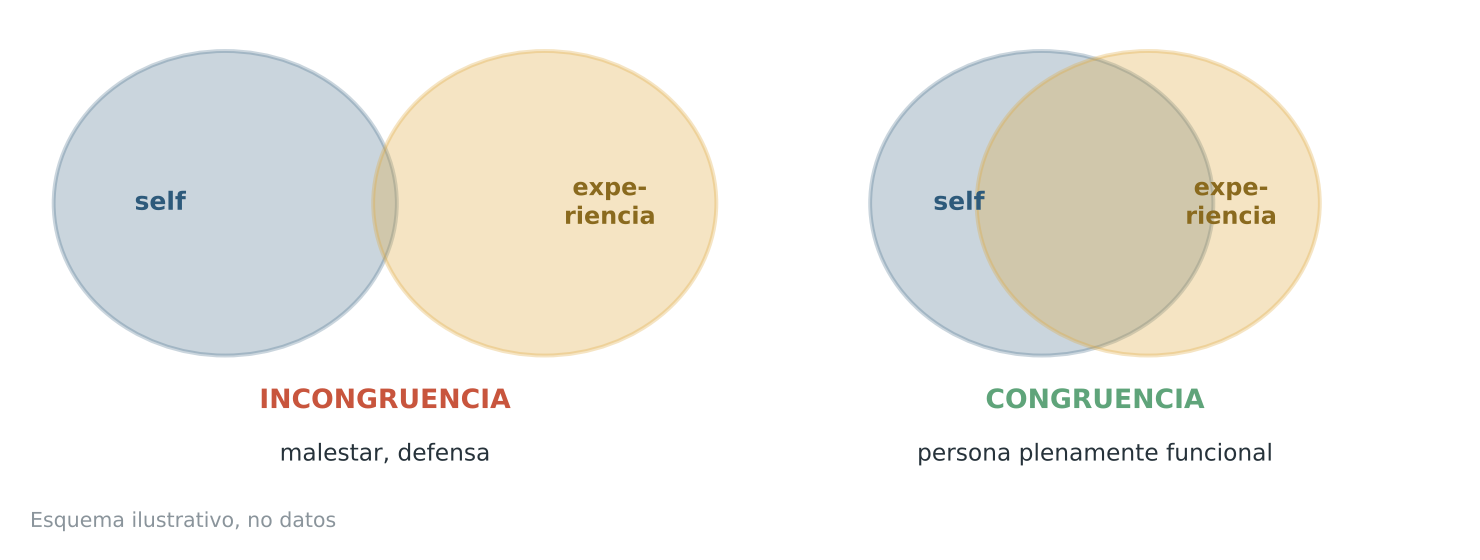 self
expe-
riencia
INCONGRUENCIA
malestar, defensa
self
expe-
riencia
CONGRUENCIA
persona plenamente funcional
Esquema ilustrativo, no datos